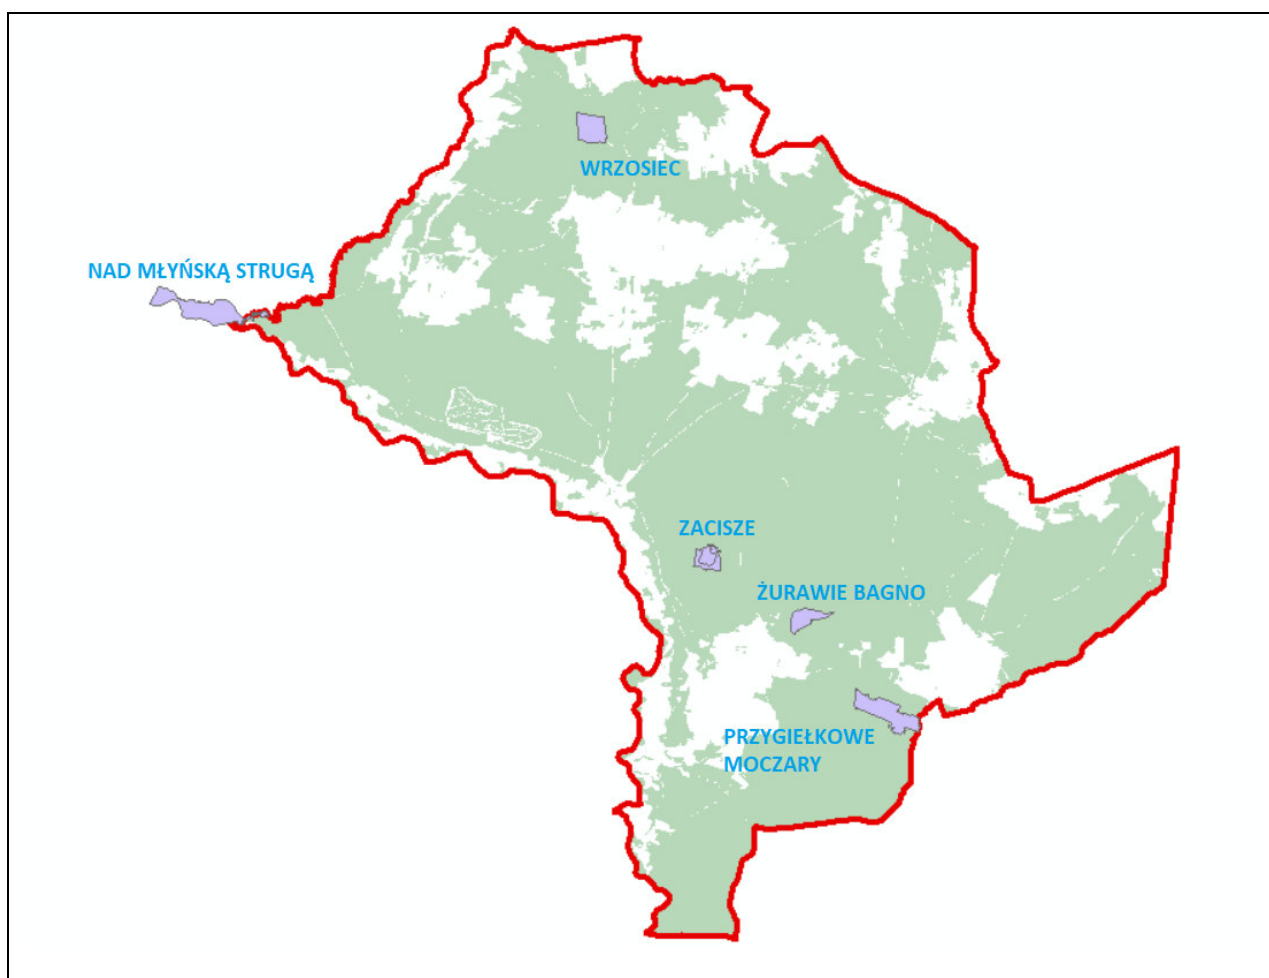 WRZOSIEC
NAD MŁYŃSKĄ STRUGĄ
ZACISZE
ŻURAWIE BAGNO
PRZYGIEŁKOWE
MOCZARY